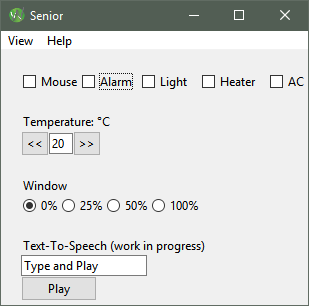 Senior
View Help
Mouse Alarm Light Heater AC
Temperature: °C
<< 20 >>
Window
0% 25% 50% 100%
Text-To-Speech (work in progress)
Type and Play
Play